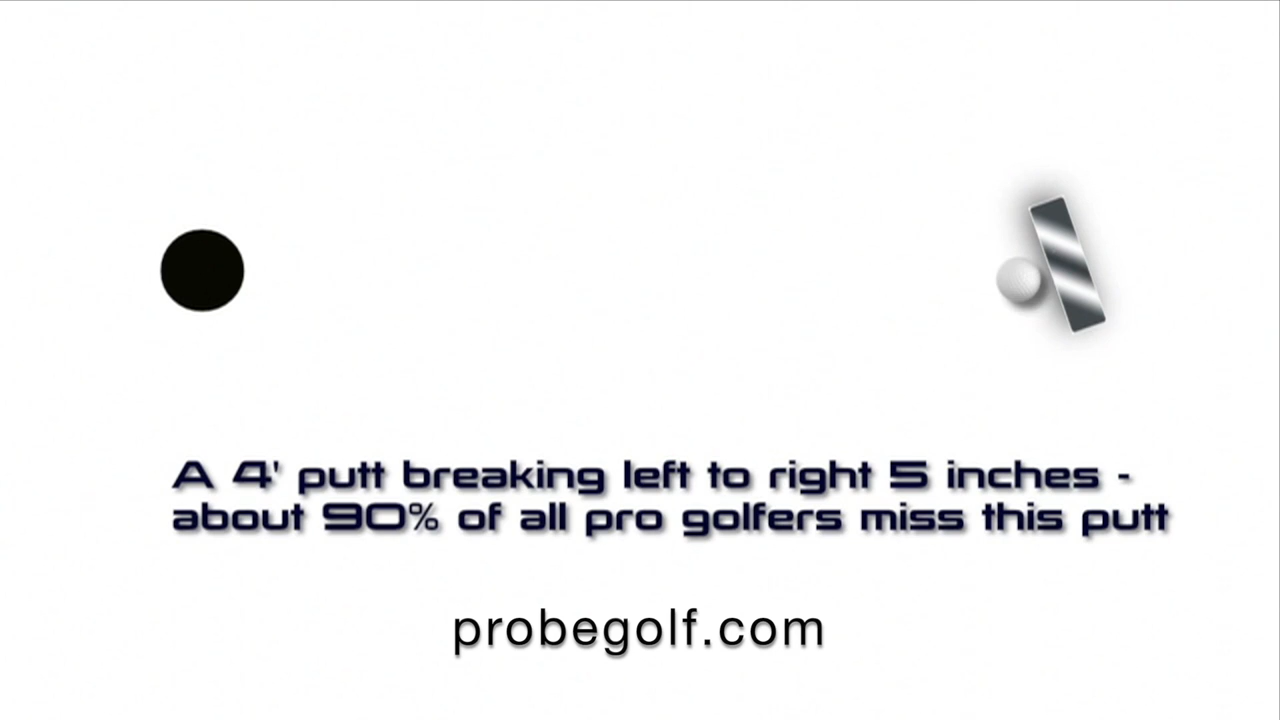 A 4' putt breaking left to right 5 inches -
about 90% of all pro golfers miss this putt
probegolf.com